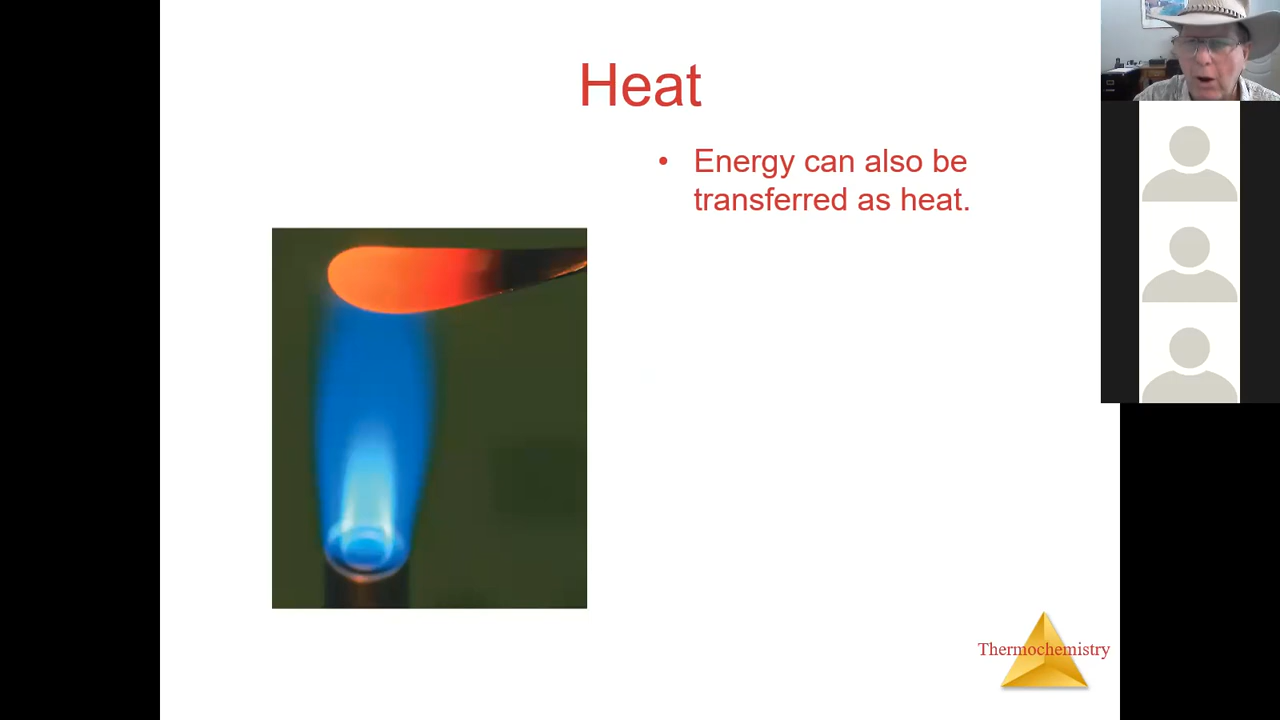 Heat
• Energy can also be
transferred as heat.
Thermochemistry